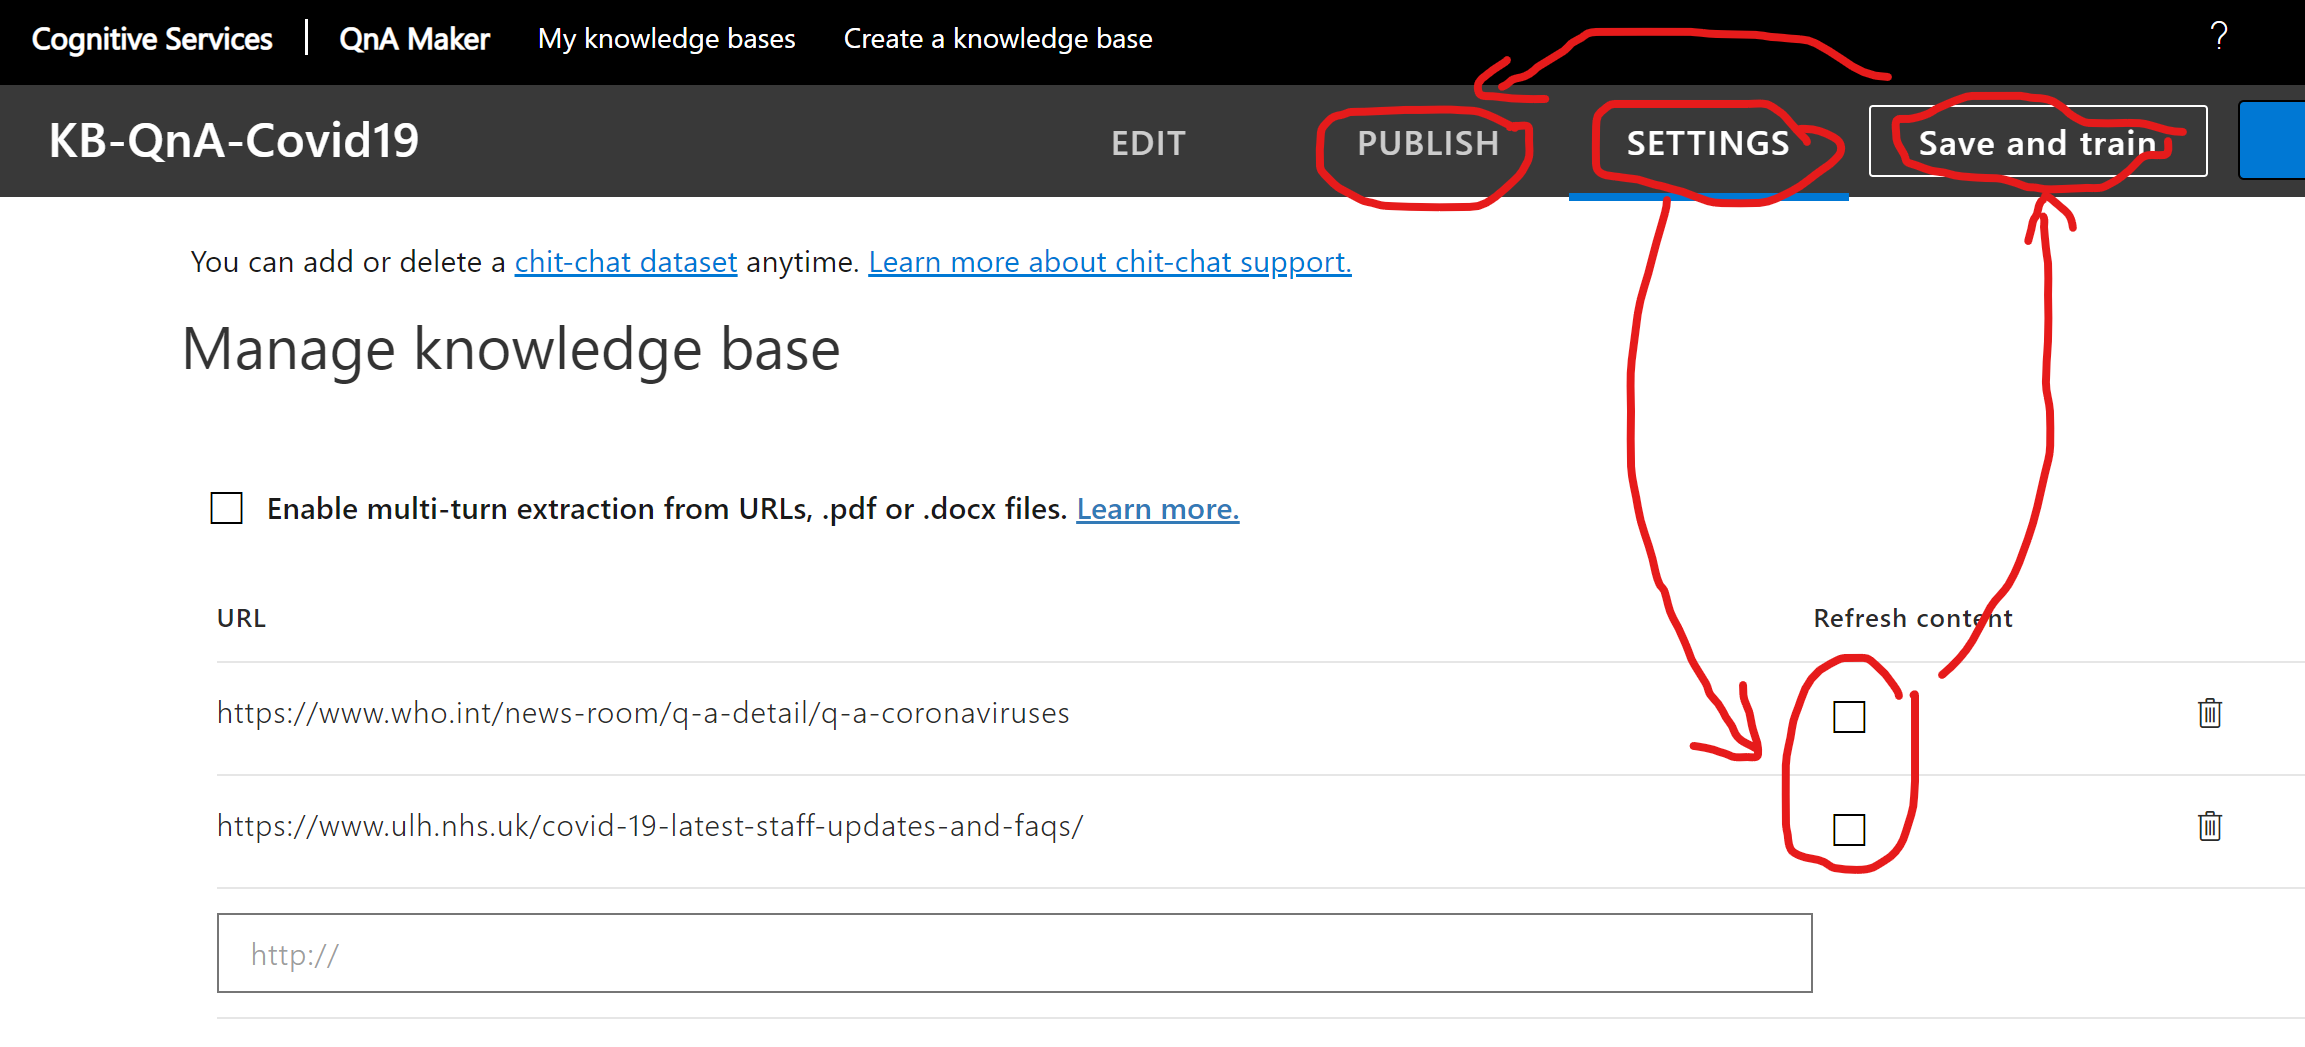 Cognitive Services | QnA Maker My knowledge bases Create a knowledge base ?
KB-QnA-Covid19 EDIT PUBLISH SETTINGS Save and train
You can add or delete a chit-chat dataset anytime. Learn more about chit-chat support.
Manage knowledge base
Enable multi-turn extraction from URLs, .pdf or .docx files. Learn more.
URL Refresh content
https://www.who.int/news-room/q-a-detail/q-a-coronaviruses
https://www.ulh.nhs.uk/covid-19-latest-staff-updates-and-faqs/
http://